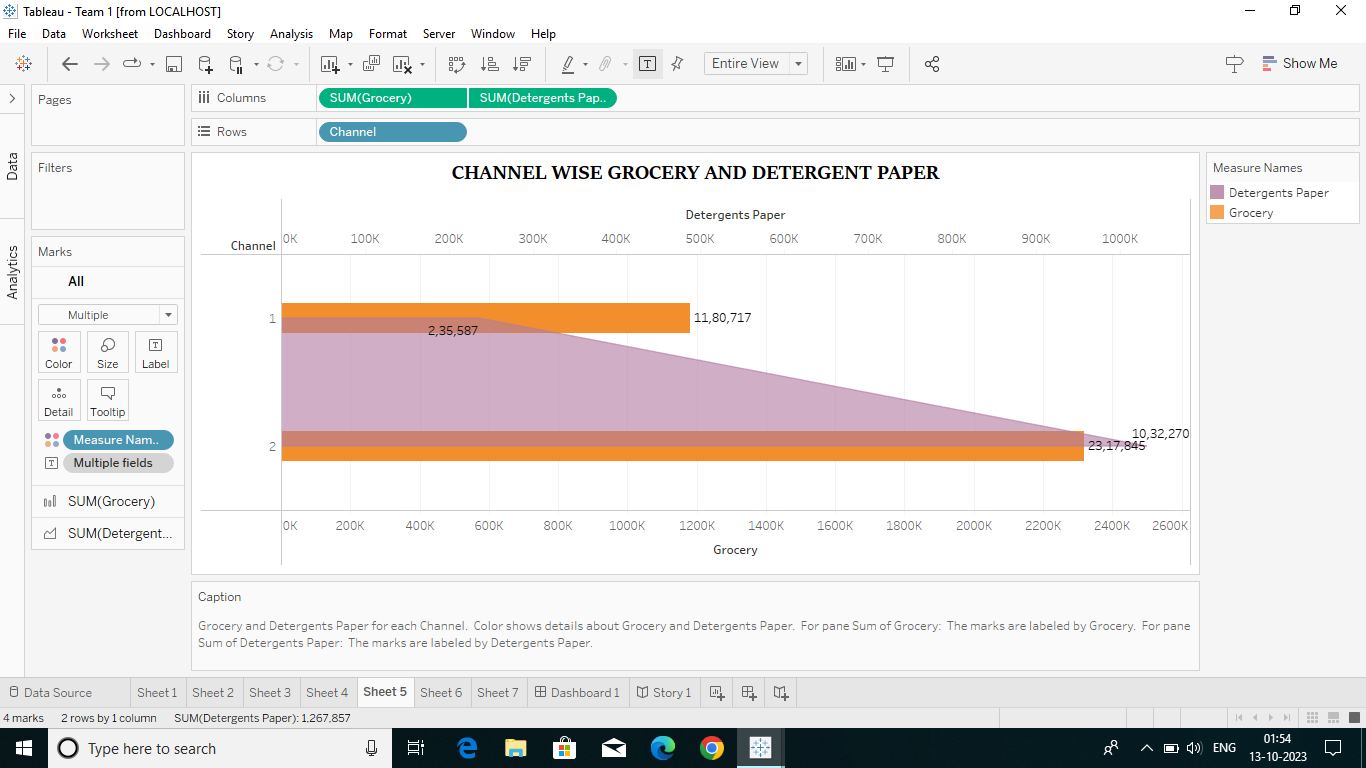 Tableau - Team 1 [from LOCALHOST]
File Data Worksheet Dashboard Story Analysis Map Format Server Window Help
Entire View
Show Me
Pages
Columns SUM(Grocery) SUM(Detergents Pap..
Rows Channel
Data
Analytics
Filters
Marks
All
Multiple
Color Size Label
Detail Tooltip
Measure Nam..
Multiple fields
SUM(Grocery)
SUM(Detergent...
CHANNEL WISE GROCERY AND DETERGENT PAPER
Detergents Paper
Channel 0K 100K 200K 300K 400K 500K 600K 700K 800K 900K 1000K
1 11,80,717
2,35,587
10,32,270
2 23,17,845
0K 200K 400K 600K 800K 1000K 1200K 1400K 1600K 1800K 2000K 2200K 2400K 2600K
Grocery
Measure Names
Detergents Paper
Grocery
Caption
Grocery and Detergents Paper for each Channel. Color shows details about Grocery and Detergents Paper. For pane Sum of Grocery: The marks are labeled by Grocery. For pane
Sum of Detergents Paper: The marks are labeled by Detergents Paper.
Data Source Sheet 1 Sheet 2 Sheet 3 Sheet 4 Sheet 5 Sheet 6 Sheet 7 Dashboard 1 Story 1
4 marks 2 rows by 1 column SUM(Detergents Paper): 1,267,857
Type here to search
ENG
01:54
13-10-2023